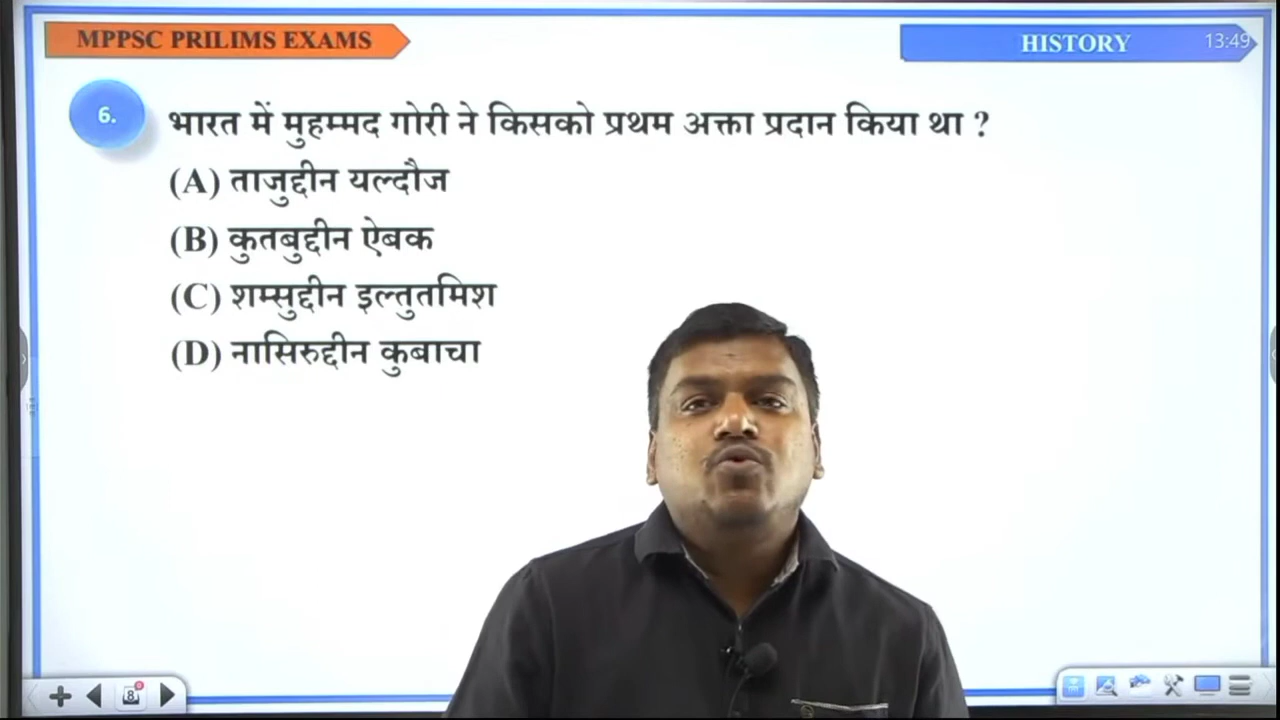 MPPSC PRILIMS EXAMS
HISTORY
13:49
6.
भारत में मुहम्मद गोरी ने किसको प्रथम अक्ता प्रदान किया था ?
(A) ताजुद्दीन यल्दौज
(B) कुतबुद्दीन ऐबक
(C) शम्सुद्दीन इल्तुतमिश
(D) नासिरुद्दीन कुबाचा
8